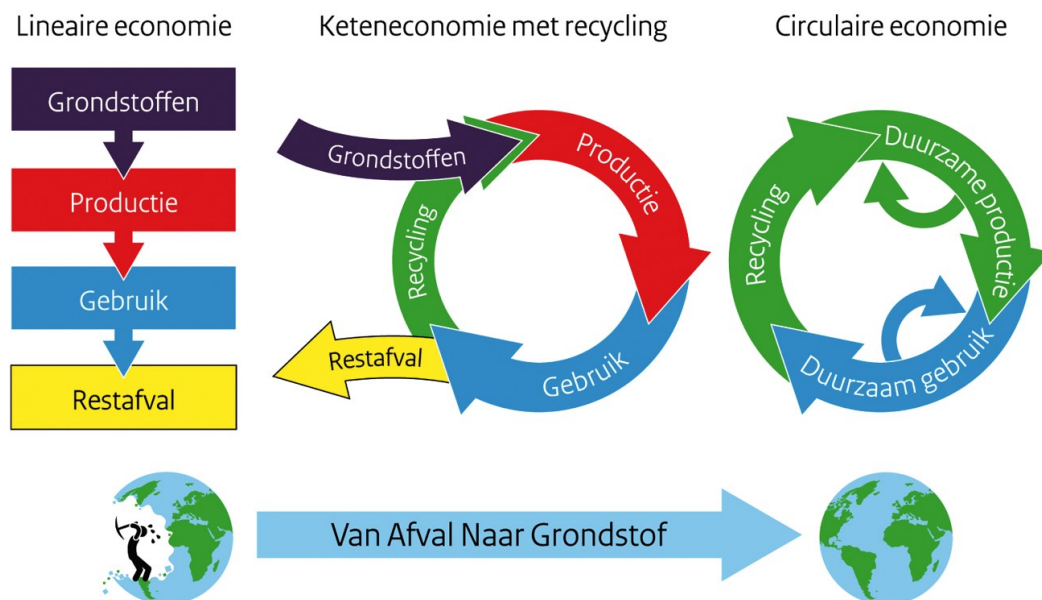 Lineaire economie
Grondstoffen
Productie
Gebruik
Restafval
Keteneconomie met recycling
Grondstoffen
Productie
Recycling
Restafval
Gebruik
Circulaire economie
Duurzame productie
Recycling
Duurzaam gebruik
Van Afval Naar Grondstof